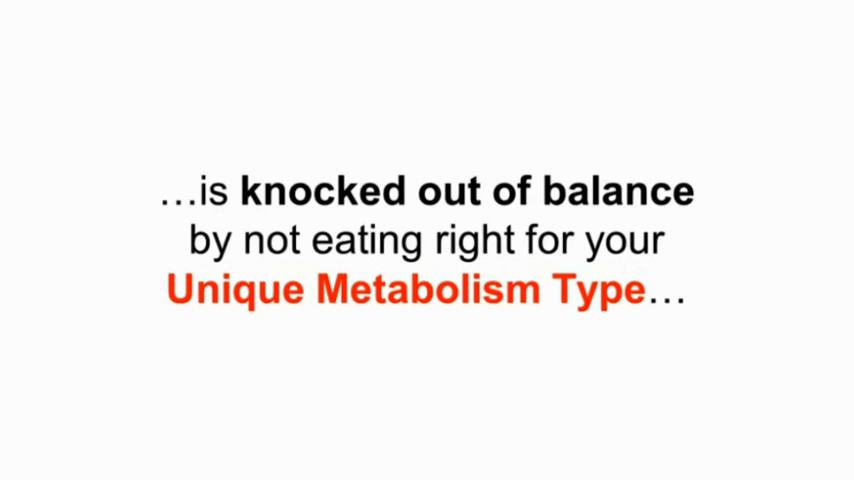 …is knocked out of balance
by not eating right for your
Unique Metabolism Type…